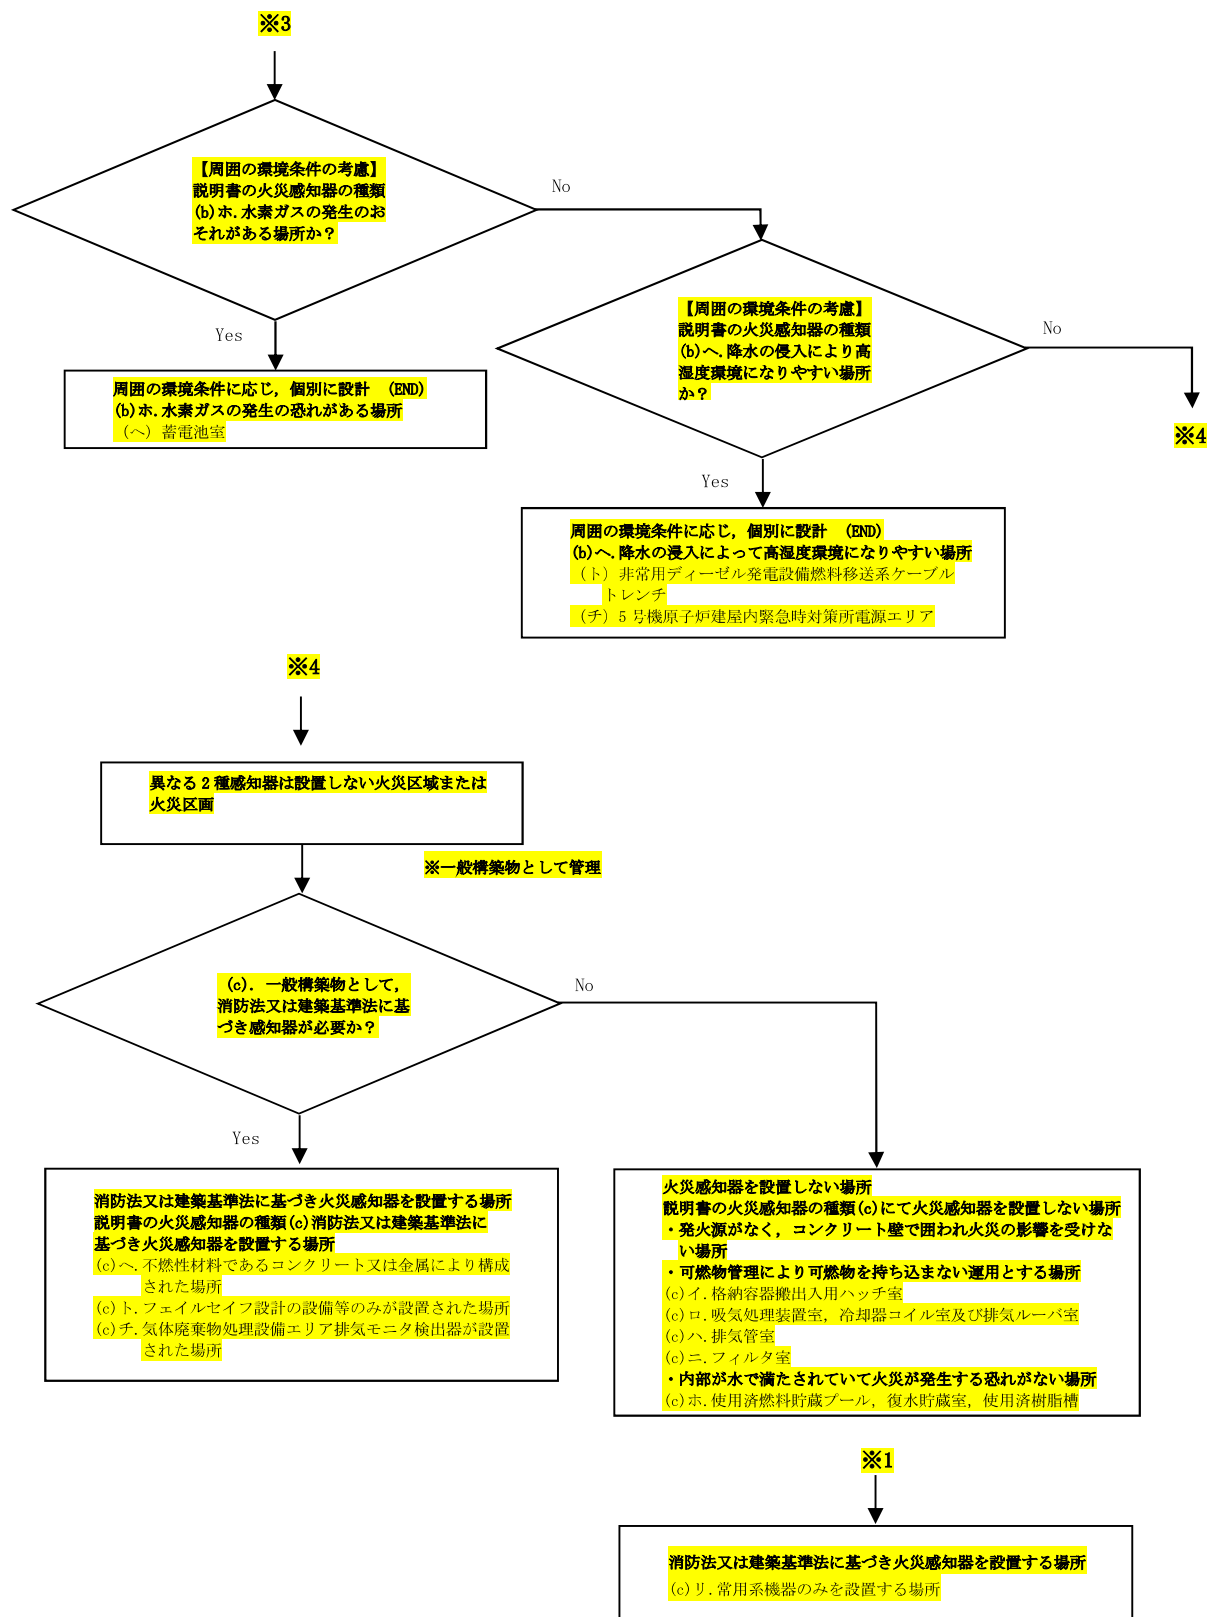 ※3
【周囲の環境条件の考慮】
説明書の火災感知器の種類
(b)ホ.水素ガスの発生のお
それがある場所か？
No
Yes
周囲の環境条件に応じ，個別に設計　（END）
(b)ホ.水素ガスの発生の恐れがある場所
（ヘ）蓄電池室
【周囲の環境条件の考慮】
説明書の火災感知器の種類
(b)ヘ.降水の侵入により高
湿度環境になりやすい場所
か？
No
※4
Yes
周囲の環境条件に応じ，個別に設計　（END）
(b)ヘ.降水の浸入によって高湿度環境になりやすい場所
（ト）非常用ディーゼル発電設備燃料移送系ケーブル
トレンチ
（チ）5 号機原子炉建屋内緊急時対策所電源エリア
※4
異なる 2 種感知器は設置しない火災区域または
火災区画
※一般構築物として管理
(c)．一般構築物として，
消防法又は建築基準法に基
づき感知器が必要か？
No
Yes
消防法又は建築基準法に基づき火災感知器を設置する場所
説明書の火災感知器の種類(c)消防法又は建築基準法に
基づき火災感知器を設置する場所
(c)ヘ.不燃性材料であるコンクリート又は金属により構成
された場所
(c)ト.フェイルセイフ設計の設備等のみが設置された場所
(c)チ.気体廃棄物処理設備エリア排気モニタ検出器が設置
された場所
火災感知器を設置しない場所
説明書の火災感知器の種類(c)にて火災感知器を設置しない場所
・発火源がなく，コンクリート壁で囲われ火災の影響を受けな
い場所
・可燃物管理により可燃物を持ち込まない運用とする場所
(c)イ.格納容器搬出入用ハッチ室
(c)ロ.吸気処理装置室，冷却器コイル室及び排気ルーバ室
(c)ハ.排気管室
(c)ニ.フィルタ室
・内部が水で満たされていて火災が発生する恐れがない場所
(c)ホ.使用済燃料貯蔵プール，復水貯蔵室，使用済樹脂槽
※1
消防法又は建築基準法に基づき火災感知器を設置する場所
(c)リ.常用系機器のみを設置する場所